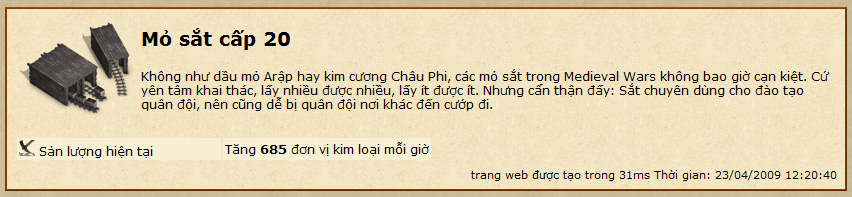 Mỏ sắt cấp 20
Không như dầu mỏ Arập hay kim cương Châu Phi, các mỏ sắt trong Medieval Wars không bao giờ cạn kiệt. Cứ
yên tâm khai thác, lấy nhiều được nhiều, lấy ít được ít. Nhưng cẩn thận đấy: Sắt chuyên dùng cho đào tạo
quân đội, nên cũng dễ bị quân đội nơi khác đến cướp đi.
Sản lượng hiện tại Tăng 685 đơn vị kim loại mỗi giờ
trang web được tạo trong 31ms Thời gian: 23/04/2009 12:20:40